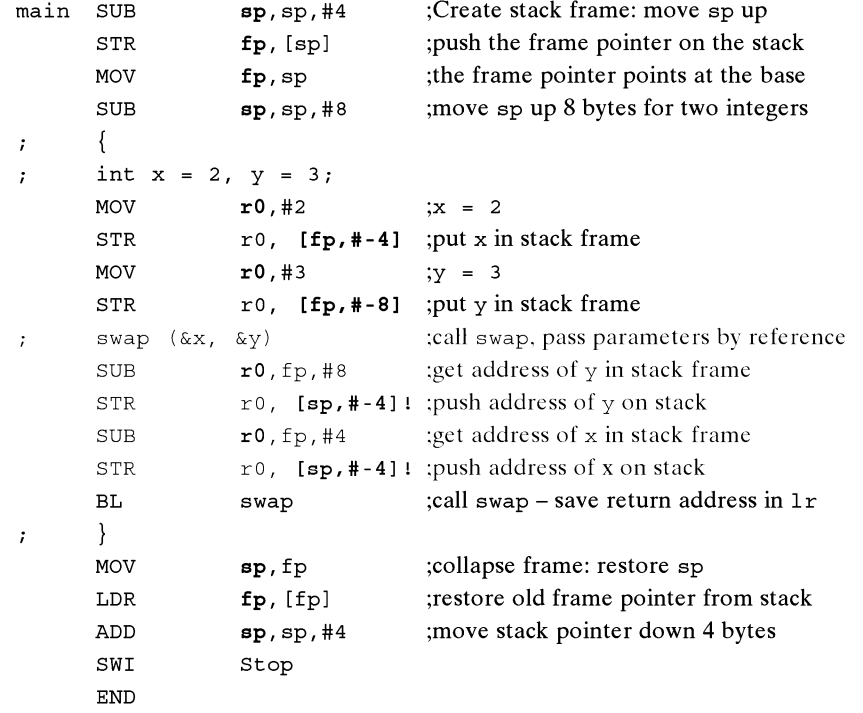 main SUB sp,sp,#4 ;Create stack frame: move sp up
STR fp,[sp] ;push the frame pointer on the stack
MOV fp,sp ;the frame pointer points at the base
SUB sp,sp,#8 ;move sp up 8 bytes for two integers
; {
; int x = 2, y = 3;
MOV r0,#2 ;x = 2
STR r0, [fp,#-4] ;put x in stack frame
MOV r0,#3 ;y = 3
STR r0, [fp,#-8] ;put y in stack frame
; swap (&x, &y) ;call swap, pass parameters by reference
SUB r0,fp,#8 ;get address of y in stack frame
STR r0, [sp,#-4]! ;push address of y on stack
SUB r0,fp,#4 ;get address of x in stack frame
STR r0, [sp,#-4]! ;push address of x on stack
BL swap ;call swap – save return address in lr
; }
MOV sp,fp ;collapse frame: restore sp
LDR fp,[fp] ;restore old frame pointer from stack
ADD sp,sp,#4 ;move stack pointer down 4 bytes
SWI Stop
END